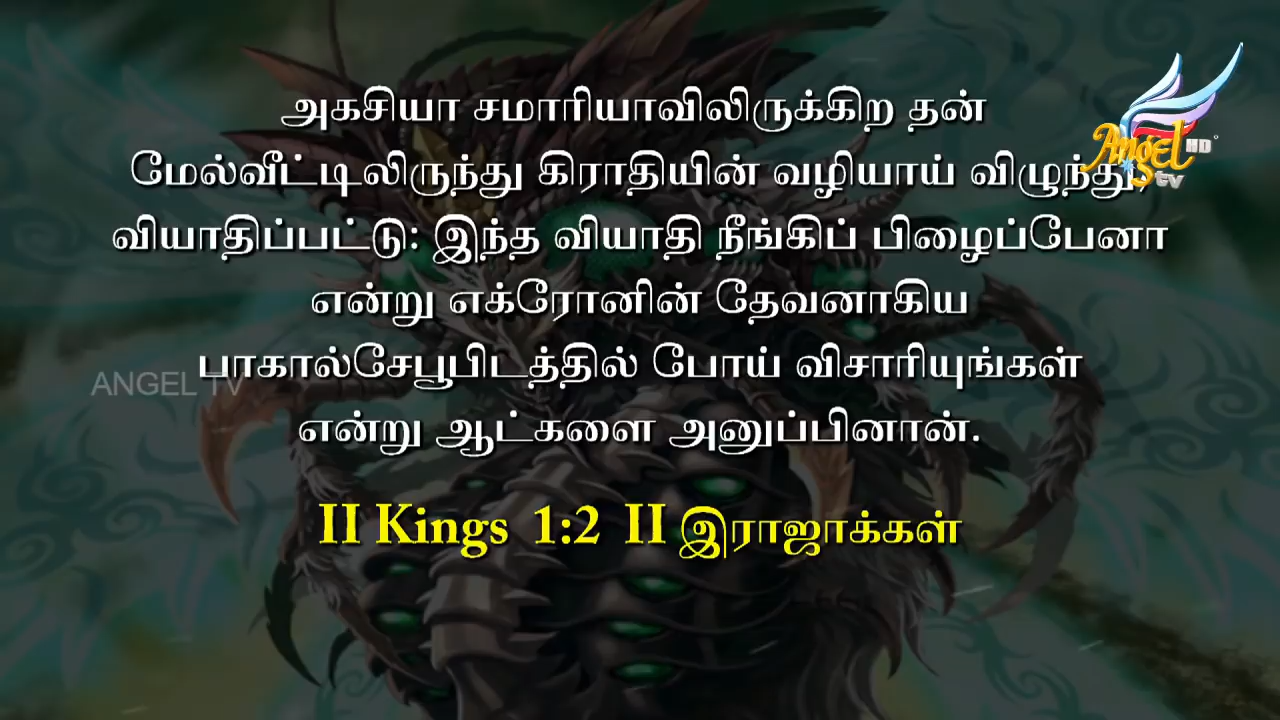 அகசியா சமாரியாவிலிருக்கிற தன்
மேல்வீட்டிலிருந்து கிராதியின் வழியாய் விழுந்து,
வியாதிப்பட்டு: இந்த வியாதி நீங்கிப் பிழைப்பேனா
என்று எக்ரோனின் தேவனாகிய
பாகால்சேபூபிடத்தில் போய் விசாரியுங்கள்
என்று ஆட்களை அனுப்பினான்.
II Kings 1:2 II இராஜாக்கள்
Angel HD
tv
ANGEL TV